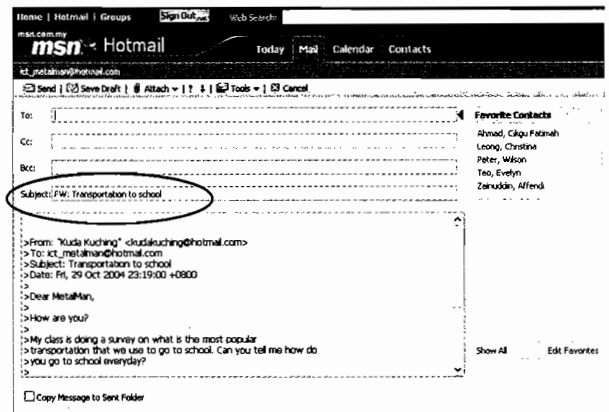 Home | Hotmail | Groups Sign Out Web Search:
msn.com.my
msn Hotmail Today Mail Calendar Contacts
ict_metalman@hotmail.com
Send | Save Draft | Attach | ! ↓ | Tools | Cancel
To: Favorite Contacts
Ahmad, Cikgu Fatimah
Cc: Leong, Christina
Peter, Wilson
Bcc: Teo, Evelyn
Zainuddin, Affendi
Subject: FW: Transportation to school
>From: "Kuda Kuching" <kudakuching@hotmail.com>
>To: ict_metalman@hotmail.com
>Subject: Transportation to school
>Date: Fri, 29 Oct 2004 23:19:00 +0800
>
>Dear MetalMan,
>
>How are you?
>
>My class is doing a survey on what is the most popular
>transportation that we use to go to school. Can you tell me how do
>you go to school everyday? Show All Edit Favorites
>
Copy Message to Sent Folder